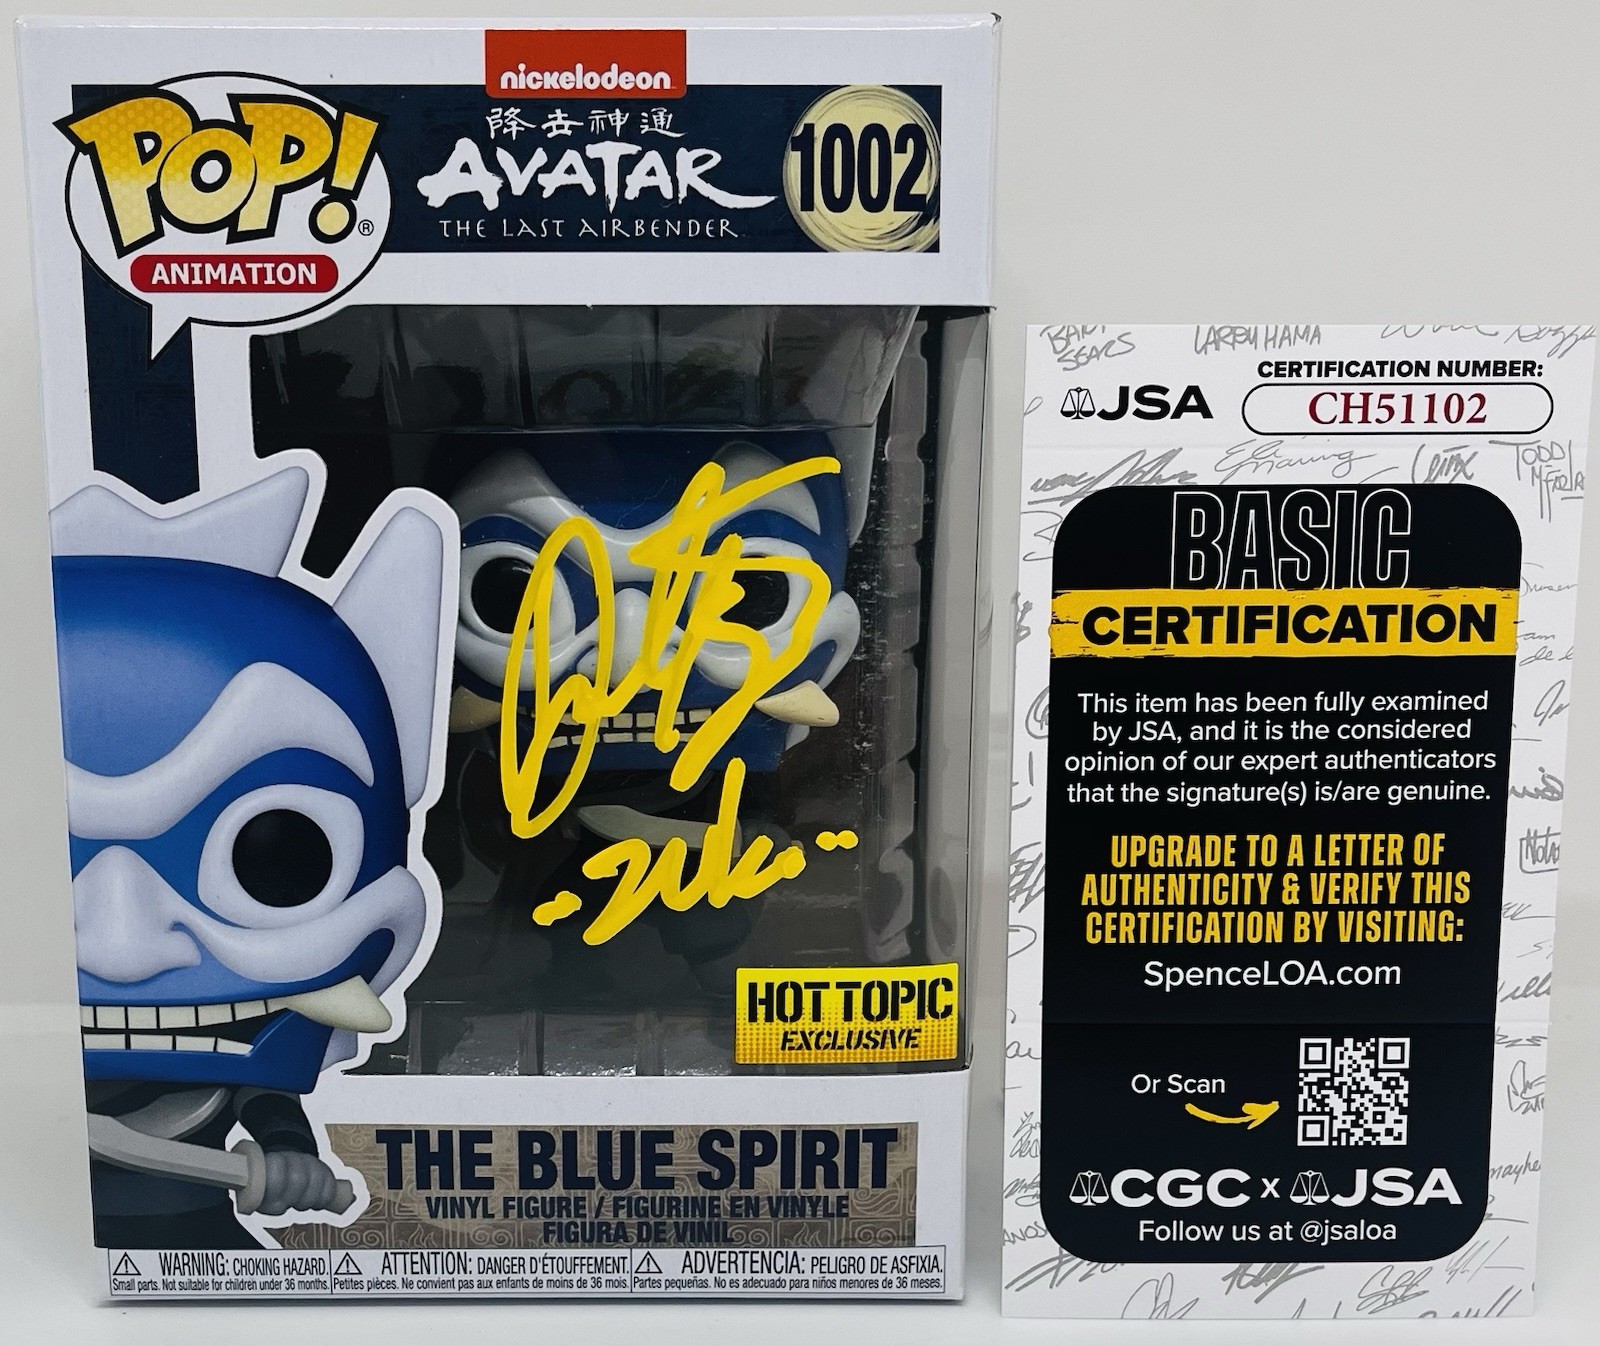 nickelodeon
降去神通
POP!®
AVATAR
THE LAST AIRBENDER
1002
ANIMATION
"Zuko"
HOT TOPIC
EXCLUSIVE
THE BLUE SPIRIT
VINYL FIGURE / FIGURINE EN VINYLE
FIGURA DE VINIL
WARNING: CHOKING HAZARD.
Small parts. Not suitable for children under 36 months.
ATTENTION: DANGER D'ÉTOUFFEMENT.
Petites pièces. Ne convient pas aux enfants de moins de 36 mois.
ADVERTENCIA: PELIGRO DE ASFIXIA.
Partes pequeñas. No es adecuado para niños menores de 36 meses.
BART
SEARS
LARRY HAMA
JSA
CERTIFICATION NUMBER:
CH51102
TODD
BASIC
CERTIFICATION
This item has been fully examined
by JSA, and it is the considered
opinion of our expert authenticators
that the signature(s) is/are genuine.
UPGRADE TO A LETTER OF
AUTHENTICITY & VERIFY THIS
CERTIFICATION BY VISITING:
SpenceLOA.com
Or Scan
CGC x JSA
Follow us at @jsaloa